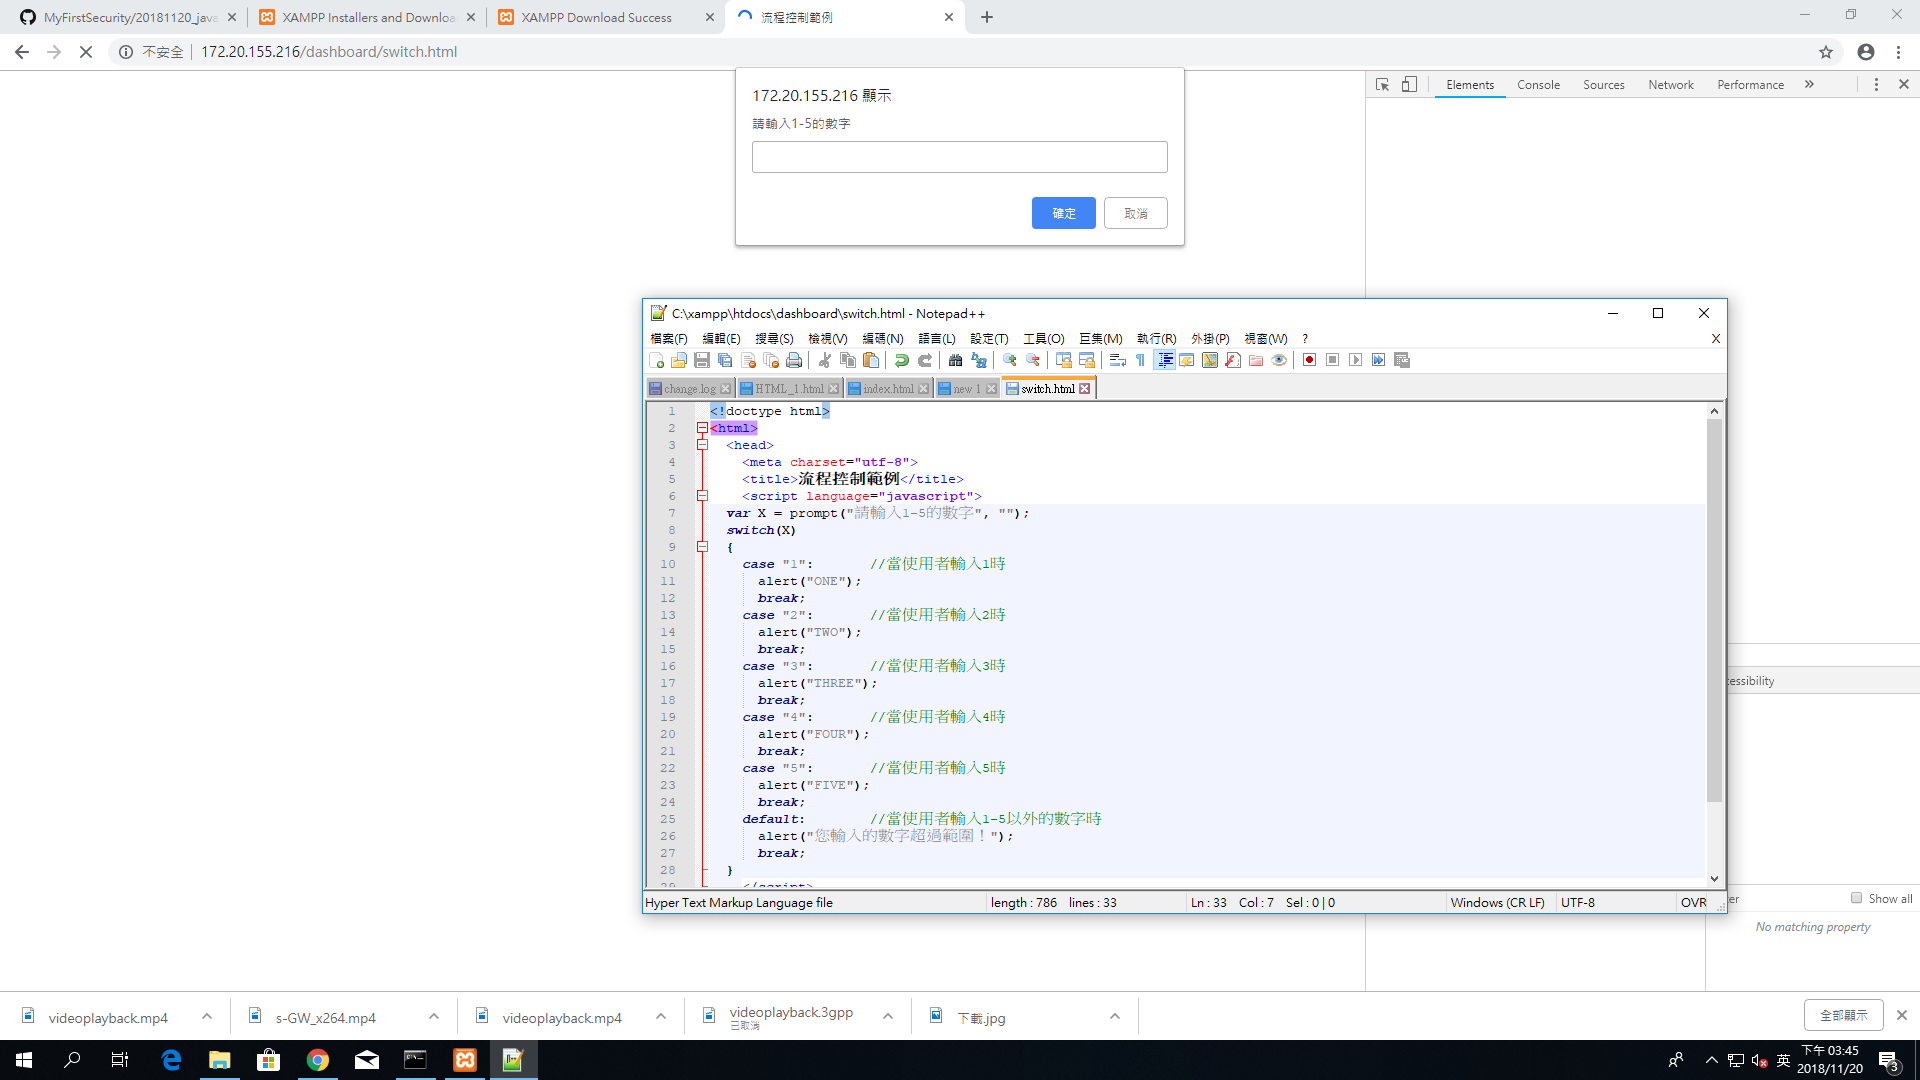 MyFirstSecurity/20181120_java
XAMPP Installers and Downloa
XAMPP Download Success
流程控制範例
不安全 | 172.20.155.216/dashboard/switch.html
172.20.155.216 顯示
請輸入1-5的數字
確定
取消
Elements
Console
Sources
Network
Performance
C:\xampp\htdocs\dashboard\switch.html - Notepad++
檔案(F) 編輯(E) 搜尋(S) 檢視(V) 編碼(N) 語言(L) 設定(T) 工具(O) 巨集(M) 執行(R) 外掛(P) 視窗(W) ?
X
change.log
HTML_1.html
index.html
new 1
switch.html
1 <!doctype html>
2 <html>
3 <head>
4 <meta charset="utf-8">
5 <title>流程控制範例</title>
6 <script language="javascript">
7 var X = prompt("請輸入1-5的數字", "");
8 switch(X)
9 {
10 case "1": //當使用者輸入1時
11 alert("ONE");
12 break;
13 case "2": //當使用者輸入2時
14 alert("TWO");
15 break;
16 case "3": //當使用者輸入3時
17 alert("THREE");
18 break;
19 case "4": //當使用者輸入4時
20 alert("FOUR");
21 break;
22 case "5": //當使用者輸入5時
23 alert("FIVE");
24 break;
25 default: //當使用者輸入1-5以外的數字時
26 alert("您輸入的數字超過範圍！");
27 break;
28 }
29 </script>
Hyper Text Markup Language file
length : 786 lines : 33
Ln : 33 Col : 7 Sel : 0 | 0
Windows (CR LF)
UTF-8
OVR
cessibility
ter
Show all
No matching property
videoplayback.mp4
s-GW_x264.mp4
videoplayback.mp4
videoplayback.3gpp
已取消
下載.jpg
全部顯示
英
下午 03:45
2018/11/20
3